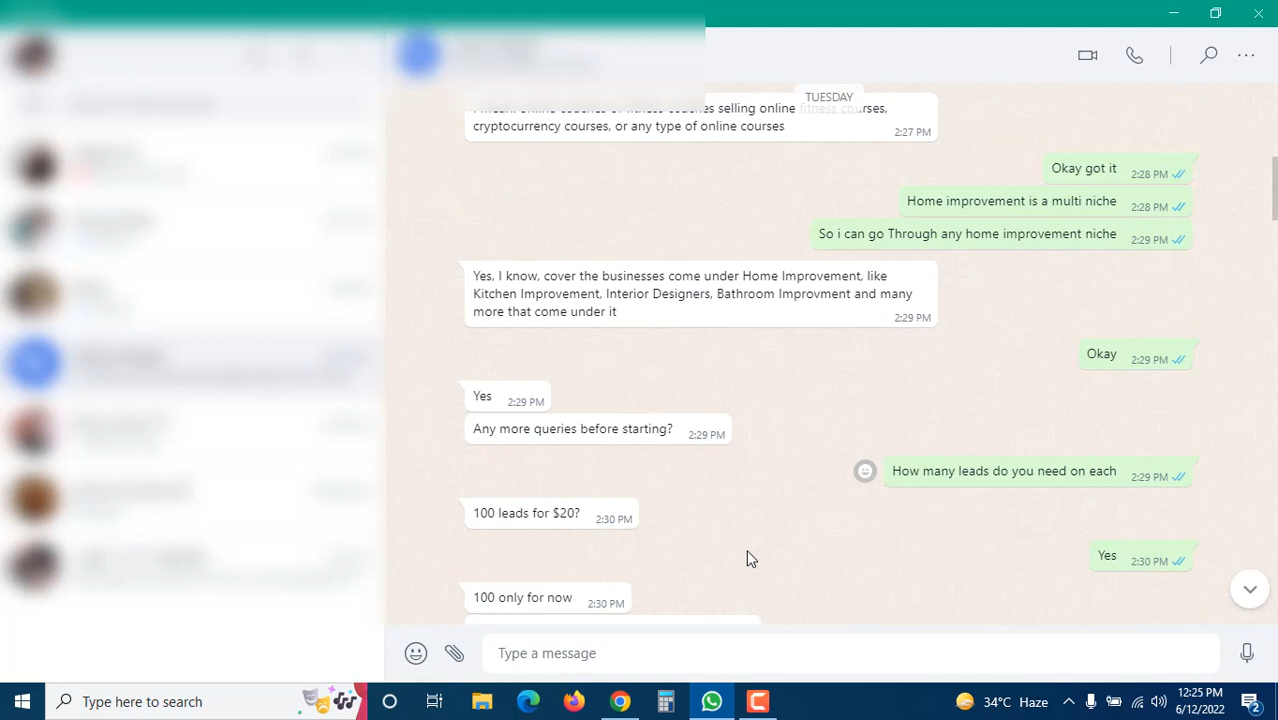 TUESDAY
courses selling online fitness courses,
cryptocurrency courses, or any type of online courses
2:27 PM
Okay got it
2:28 PM
Home improvement is a multi niche
2:28 PM
So i can go Through any home improvement niche
2:29 PM
Yes, I know, cover the businesses come under Home Improvement, like
Kitchen Improvement, Interior Designers, Bathroom Improvment and many
more that come under it
2:29 PM
Okay
2:29 PM
Yes
2:29 PM
Any more queries before starting?
2:29 PM
How many leads do you need on each
2:29 PM
100 leads for $20?
2:30 PM
Yes
2:30 PM
100 only for now
2:30 PM
Type a message
Type here to search
34°C Haze
12:25 PM
6/12/2022
2